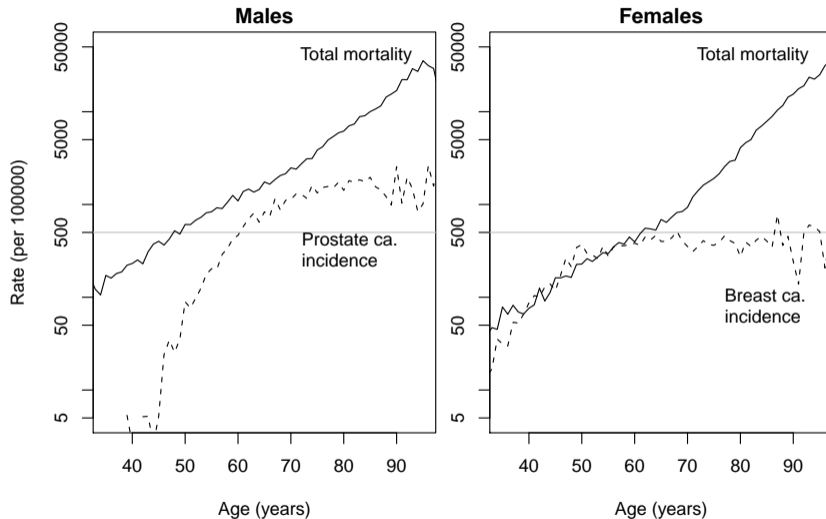 Males
Females
Rate (per 100000)
50000
5000
500
50
5
Total mortality
Prostate ca.
incidence
40 50 60 70 80 90
Age (years)
50000
5000
500
50
5
Total mortality
Breast ca.
incidence
40 50 60 70 80 90
Age (years)